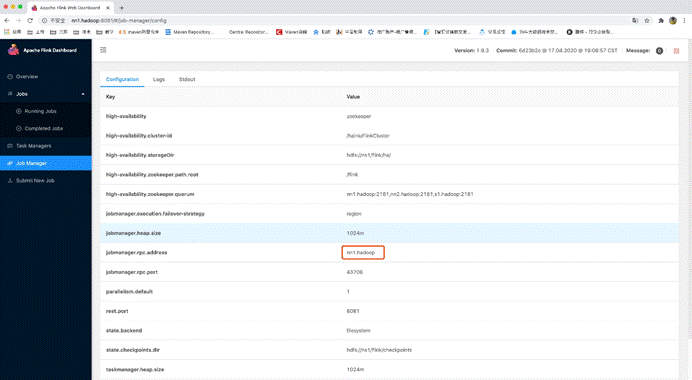 Apache Flink Web Dashboard
不安全 nn1.hadoop:8081/#/job-manager/config
应用
Maven Repository...
Central Repository...
Apache Flink Dashboard
Version: 1.9.3 Commit: 6d23b2c @ 17.04.2020 @ 19:08:57 CST Message: 0
Overview
Jobs
Running Jobs
Completed Jobs
Task Managers
Job Manager
Submit New Job
Configuration Logs Stdout
Key Value
high-availability zookeeper
high-availability.cluster-id /hainiuFlinkCluster
high-availability.storageDir hdfs://ns1/flink/ha/
high-availability.zookeeper.path.root /flink
high-availability.zookeeper.quorum nn1.hadoop:2181,nn2.hadoop:2181,s1.hadoop:2181
jobmanager.execution.failover-strategy region
jobmanager.heap.size 1024m
jobmanager.rpc.address nn1.hadoop
jobmanager.rpc.port 43706
parallelism.default 1
rest.port 8081
state.backend filesystem
state.checkpoints.dir hdfs://ns1/flink/checkpoints
taskmanager.heap.size 1024m